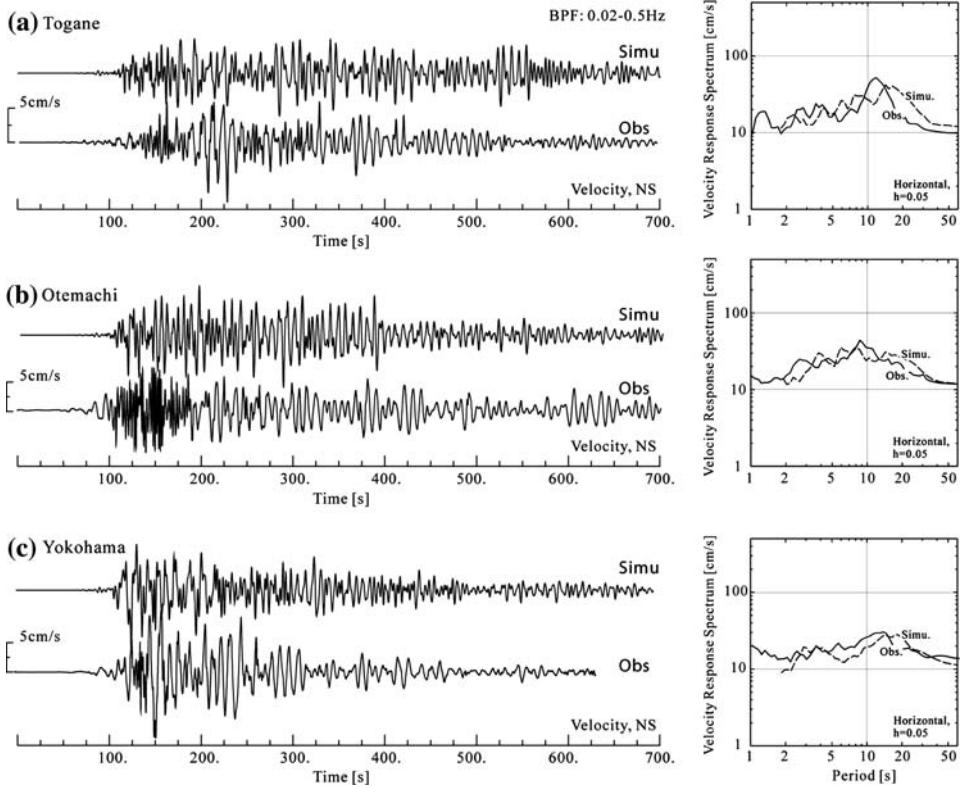 (a) Togane
BPF: 0.02-0.5Hz
Simu
5cm/s
Obs
Velocity, NS
100. 200. 300. 400. 500. 600. 700.
Time [s]
Velocity Response Spectrum [cm/s]
100
10
1
Simu.
Obs.
Horizontal,
h=0.05
1 2 5 10 20 50
(b) Otemachi
Simu
5cm/s
Obs
Velocity, NS
100. 200. 300. 400. 500. 600. 700.
Time [s]
Velocity Response Spectrum [cm/s]
100
10
1
Simu.
Obs.
Horizontal,
h=0.05
1 2 5 10 20 50
(c) Yokohama
Simu
5cm/s
Obs
Velocity, NS
100. 200. 300. 400. 500. 600. 700.
Time [s]
Velocity Response Spectrum [cm/s]
100
10
1
Simu.
Obs.
Horizontal,
h=0.05
1 2 5 10 20 50
Period [s]